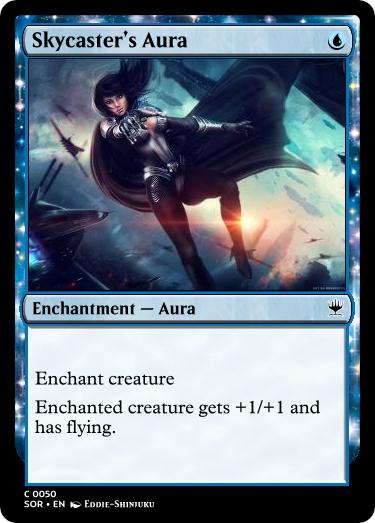 Skycaster's Aura
Enchantment — Aura
Enchant creature
Enchanted creature gets +1/+1 and
has flying.
C 0050
SOR • EN Eddie-Shinjuku